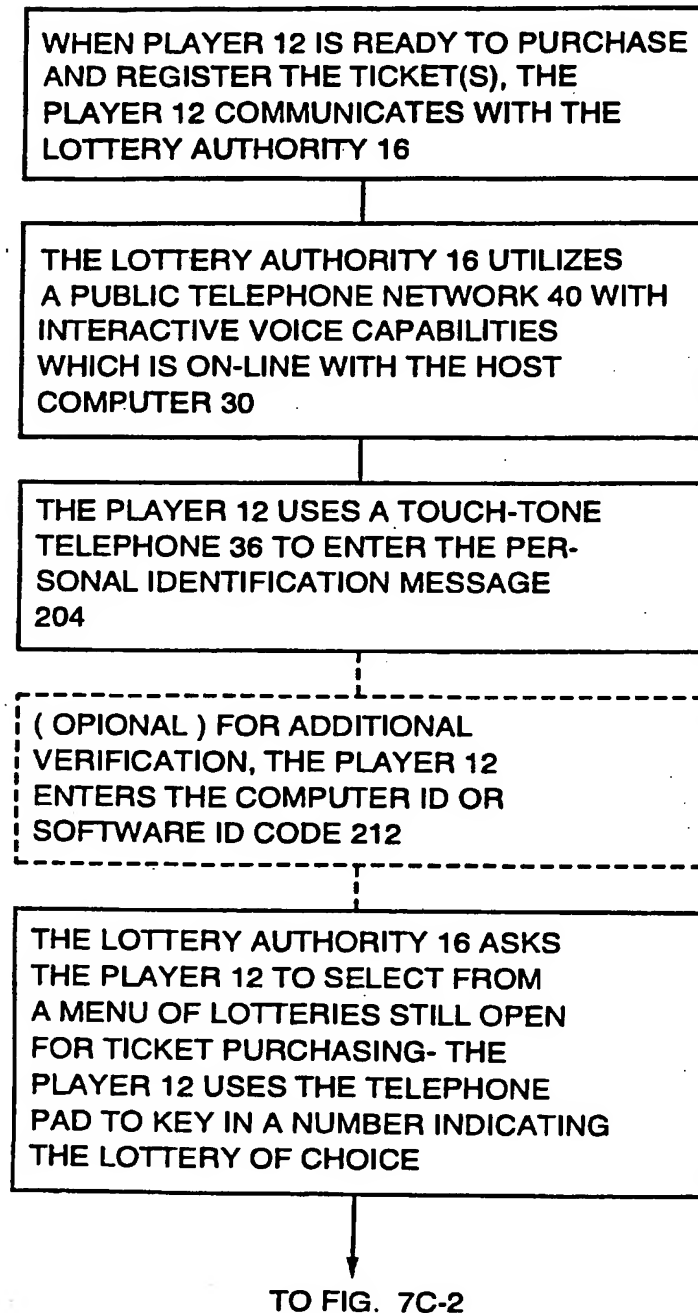 WHEN PLAYER 12 IS READY TO PURCHASE
AND REGISTER THE TICKET(S), THE
PLAYER 12 COMMUNICATES WITH THE
LOTTERY AUTHORITY 16
THE LOTTERY AUTHORITY 16 UTILIZES
A PUBLIC TELEPHONE NETWORK 40 WITH
INTERACTIVE VOICE CAPABILITIES
WHICH IS ON-LINE WITH THE HOST
COMPUTER 30
THE PLAYER 12 USES A TOUCH-TONE
TELEPHONE 36 TO ENTER THE PER-
SONAL IDENTIFICATION MESSAGE
204
( OPIONAL ) FOR ADDITIONAL
VERIFICATION, THE PLAYER 12
ENTERS THE COMPUTER ID OR
SOFTWARE ID CODE 212
THE LOTTERY AUTHORITY 16 ASKS
THE PLAYER 12 TO SELECT FROM
A MENU OF LOTTERIES STILL OPEN
FOR TICKET PURCHASING- THE
PLAYER 12 USES THE TELEPHONE
PAD TO KEY IN A NUMBER INDICATING
THE LOTTERY OF CHOICE
TO FIG. 7C-2